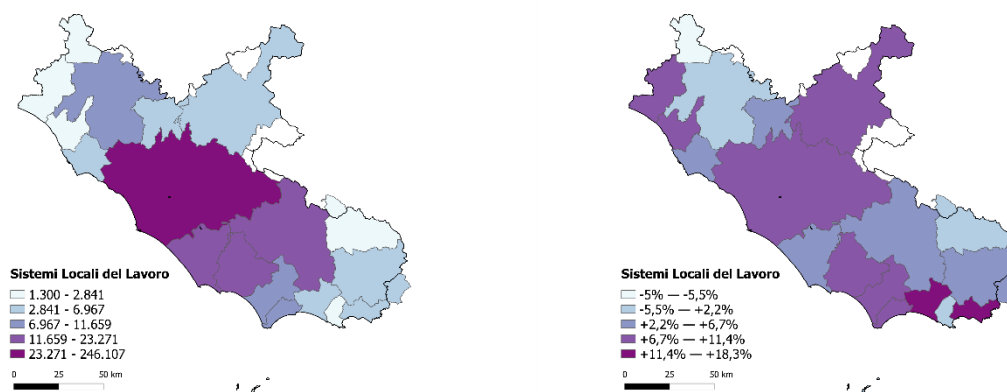 Sistemi Locali del Lavoro
1.300 - 2.841
2.841 - 6.967
6.967 - 11.659
11.659 - 23.271
23.271 - 246.107
0 25 50 km
Sistemi Locali del Lavoro
-5% — -5,5%
-5,5% — +2,2%
+2,2% — +6,7%
+6,7% — +11,4%
+11,4% — +18,3%
0 25 50 km